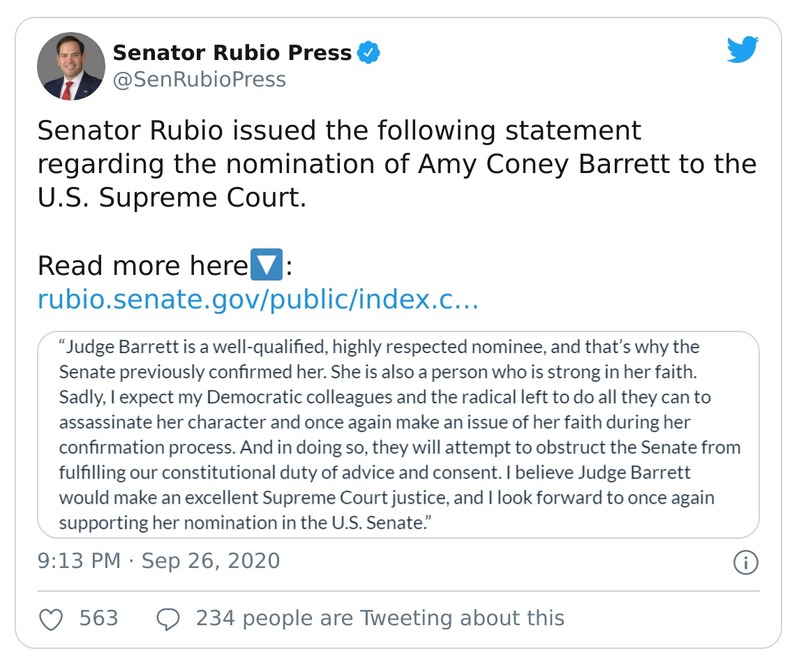 Senator Rubio Press
@SenRubioPress
Senator Rubio issued the following statement
regarding the nomination of Amy Coney Barrett to the
U.S. Supreme Court.
Read more here🔽:
rubio.senate.gov/public/index.c…
“Judge Barrett is a well-qualified, highly respected nominee, and that’s why the
Senate previously confirmed her. She is also a person who is strong in her faith.
Sadly, I expect my Democratic colleagues and the radical left to do all they can to
assassinate her character and once again make an issue of her faith during her
confirmation process. And in doing so, they will attempt to obstruct the Senate from
fulfilling our constitutional duty of advice and consent. I believe Judge Barrett
would make an excellent Supreme Court justice, and I look forward to once again
supporting her nomination in the U.S. Senate.”
9:13 PM · Sep 26, 2020
563
234 people are Tweeting about this